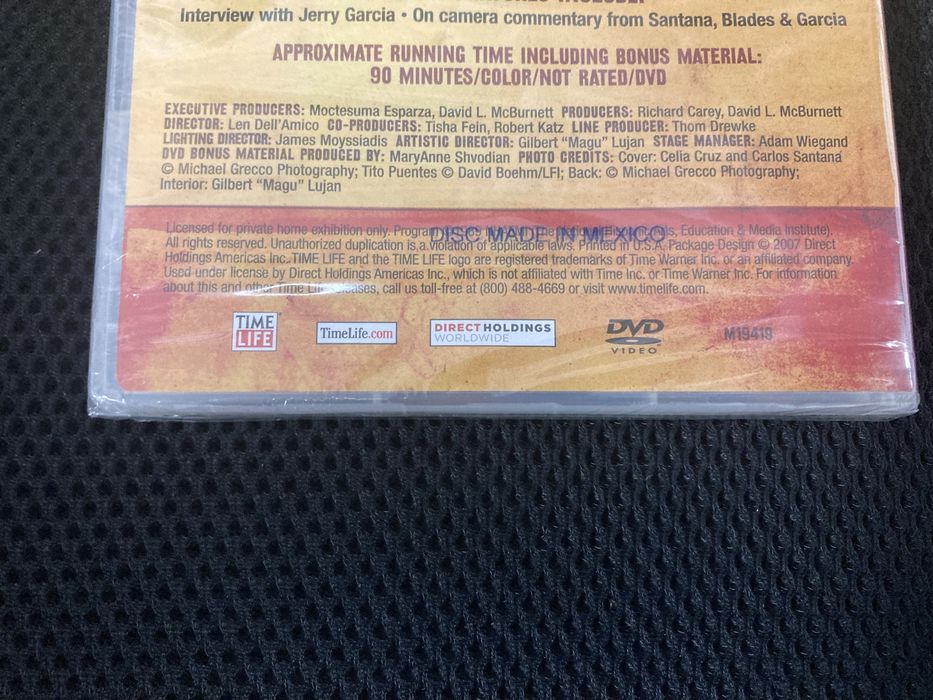 Interview with Jerry Garcia • On camera commentary from Santana, Blades & Garcia
APPROXIMATE RUNNING TIME INCLUDING BONUS MATERIAL:
90 MINUTES/COLOR/NOT RATED/DVD
EXECUTIVE PRODUCERS: Moctesuma Esparza, David L. McBurnett PRODUCERS: Richard Carey, David L. McBurnett
DIRECTOR: Len Dell'Amico CO-PRODUCERS: Tisha Fein, Robert Katz LINE PRODUCER: Thom Drewke
LIGHTING DIRECTOR: James Moyssiadis ARTISTIC DIRECTOR: Gilbert "Magu" Lujan STAGE MANAGER: Adam Wiegand
DVD BONUS MATERIAL PRODUCED BY: MaryAnne Shvodian PHOTO CREDITS: Cover: Celia Cruz and Carlos Santana
© Michael Grecco Photography; Tito Puentes © David Boehm/LFI; Back: © Michael Grecco Photography;
Interior: Gilbert "Magu" Lujan
Licensed for private home exhibition only. Education & Media Institute).
DISC MADE IN MEXICO
All rights reserved. Unauthorized duplication is a violation of applicable laws. Printed in U.S.A. Package Design © 2007 Direct
Holdings Americas Inc. TIME LIFE and the TIME LIFE logo are registered trademarks of Time Warner Inc. or an affiliated company.
Used under license by Direct Holdings Americas Inc., which is not affiliated with Time Inc. or Time Warner Inc. For information
about this and other Time Life releases, call us toll-free at (800) 488-4669 or visit www.timelife.com.
TIME
LIFE
TimeLife.com
DIRECT HOLDINGS
WORLDWIDE
DVD
VIDEO
M19419